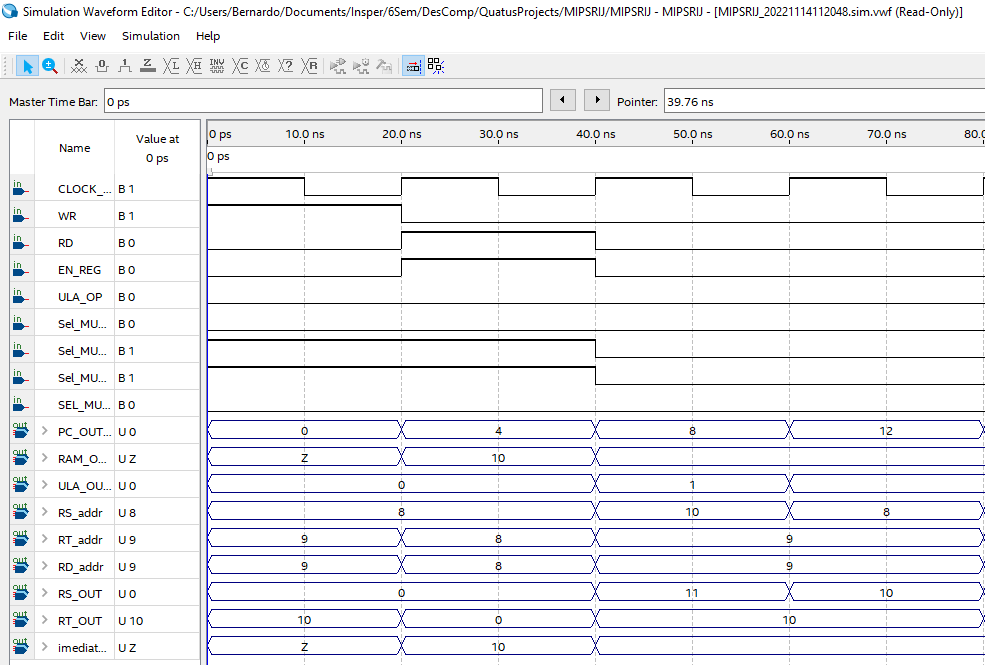 Simulation Waveform Editor - C:/Users/Bernardo/Documents/Insper/6Sem/DesComp/QuatusProjects/MIPSRIJ/MIPSRIJ - MIPSRIJ - [MIPSRIJ_20221114112048.sim.vwf (Read-Only)]
File Edit View Simulation Help
Master Time Bar: 0 ps Pointer: 39.76 ns
Name Value at 0 ps 0 ps 10.0 ns 20.0 ns 30.0 ns 40.0 ns 50.0 ns 60.0 ns 70.0 ns 80.0
0 ps
in CLOCK_... B 1
in WR B 1
in RD B 0
in EN_REG B 0
in ULA_OP B 0
in Sel_MU... B 0
in Sel_MU... B 1
in Sel_MU... B 1
in SEL_MU... B 0
out > PC_OUT... U 0 0 4 8 12
out > RAM_O... U Z Z 10
out > ULA_OU... U 0 0 1
out > RS_addr U 8 8 10 8
out > RT_addr U 9 9 8 9
out > RD_addr U 9 9 8 9
out > RS_OUT U 0 0 11 10
out > RT_OUT U 10 10 0 10
out > imediat... U Z Z 10